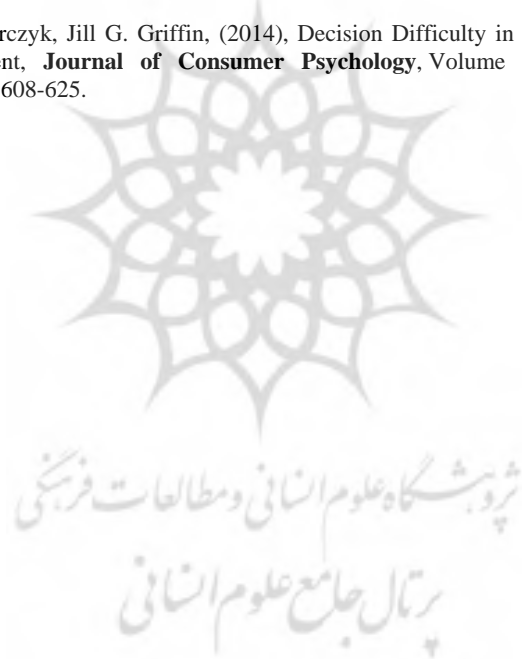 rczyk, Jill G. Griffin, (2014), Decision Difficulty in
ent, Journal of Consumer Psychology, Volume
608-625.
پژوهشگاه علوم انسانی و مطالعات فرهنگی
پرتال جامع علوم انسانی